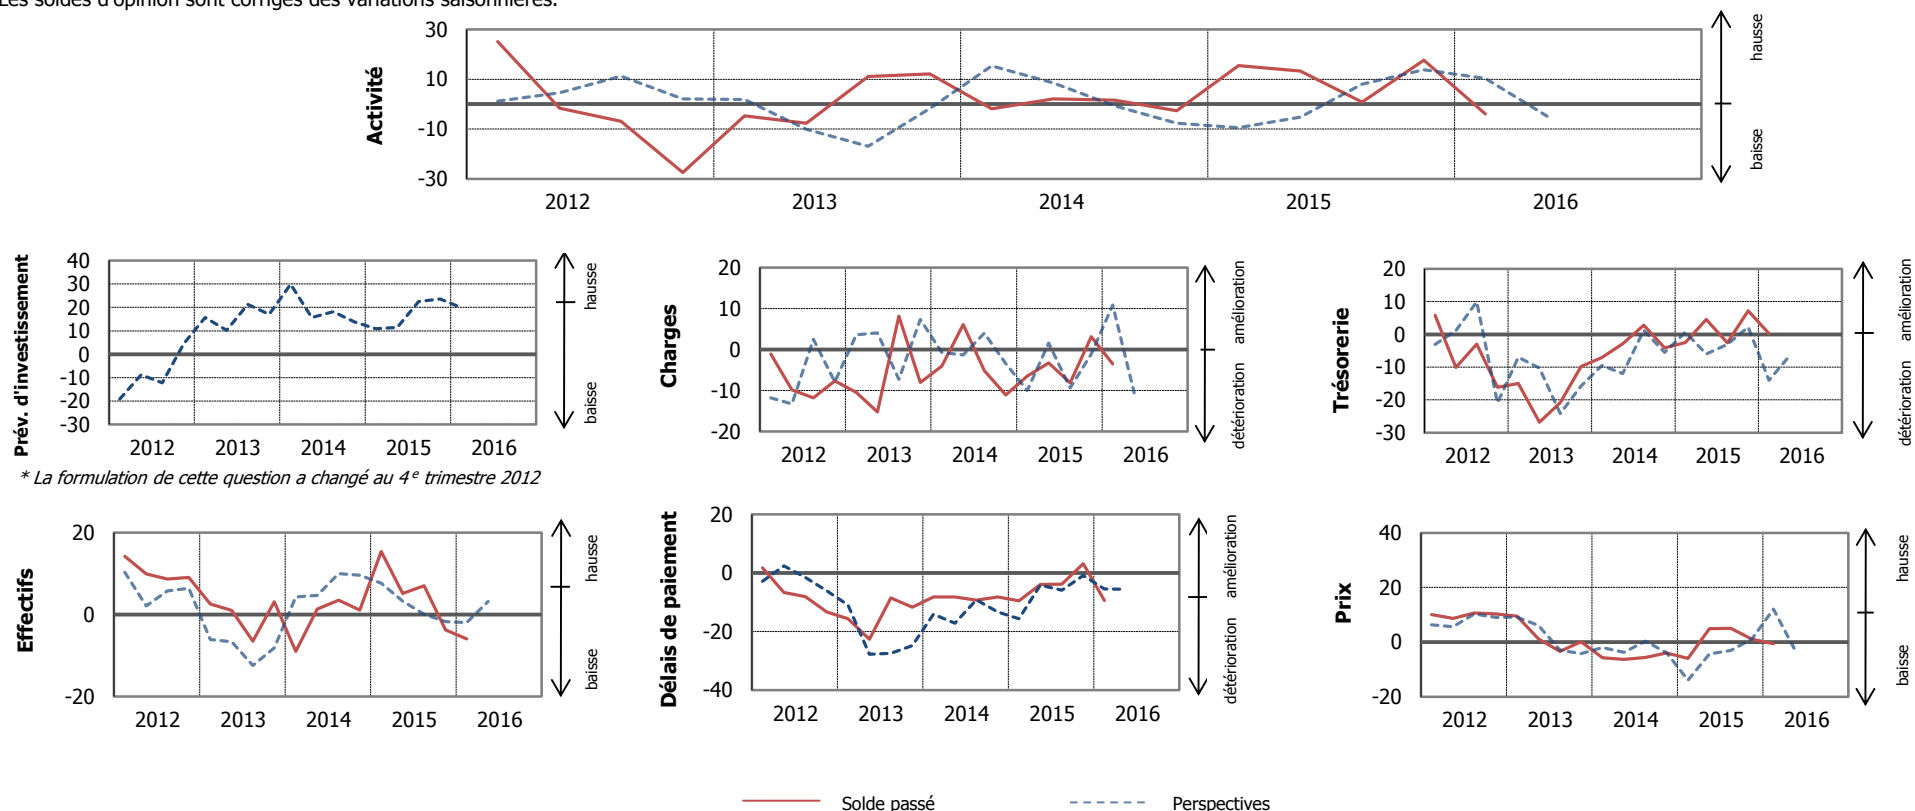 Les soldes d'opinion sont corrigés des variations saisonnières.
Activité
30
10
-10
-30
2012 2013 2014 2015 2016
hausse
baisse
Prév. d'investissement
40
30
20
10
0
-10
-20
-30
2012 2013 2014 2015 2016
hausse
baisse
* La formulation de cette question a changé au 4e trimestre 2012
Charges
20
10
0
-10
-20
2012 2013 2014 2015 2016
amélioration
détérioration
Trésorerie
20
10
0
-10
-20
-30
2012 2013 2014 2015 2016
amélioration
détérioration
Effectifs
20
0
-20
2012 2013 2014 2015 2016
hausse
baisse
Délais de paiement
20
0
-20
-40
2012 2013 2014 2015 2016
amélioration
détérioration
Prix
40
20
0
-20
2012 2013 2014 2015 2016
hausse
baisse
Solde passé Perspectives